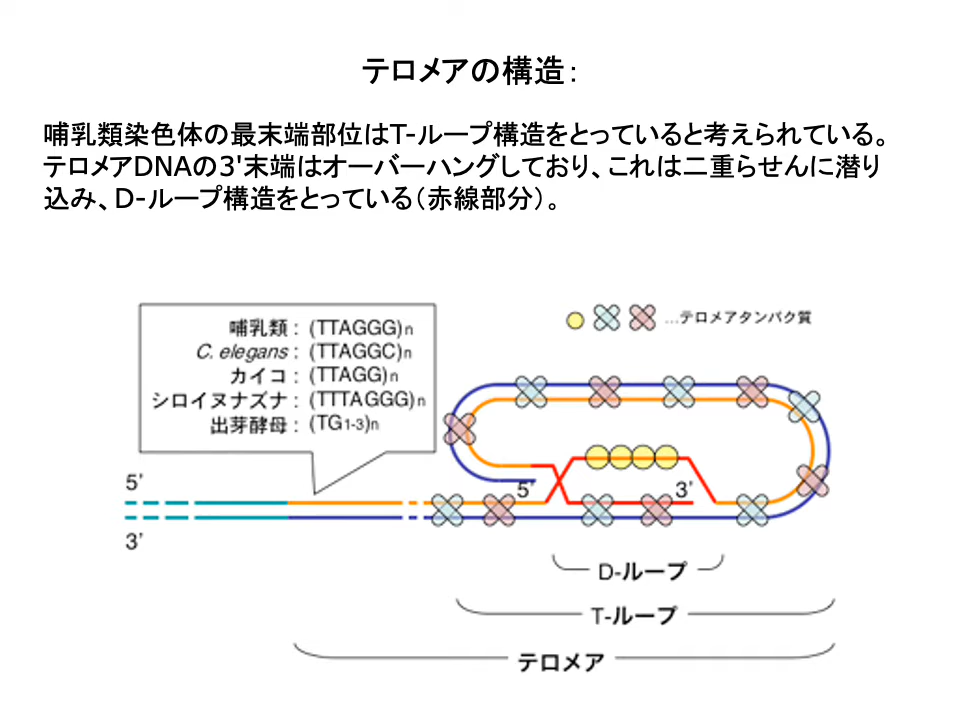 テロメアの構造：
哺乳類染色体の最末端部位はT-ループ構造をとっていると考えられている。
テロメアDNAの3'末端はオーバーハングしており、これは二重らせんに潜り
込み、D-ループ構造をとっている（赤線部分）。
…テロメアタンパク質
哺乳類：(TTAGGG)n
C. elegans：(TTAGGC)n
カイコ：(TTAGG)n
シロイヌナズナ：(TTTAGGG)n
出芽酵母：(TG1-3)n
5’
3’
5’
3’
D-ループ
T-ループ
テロメア